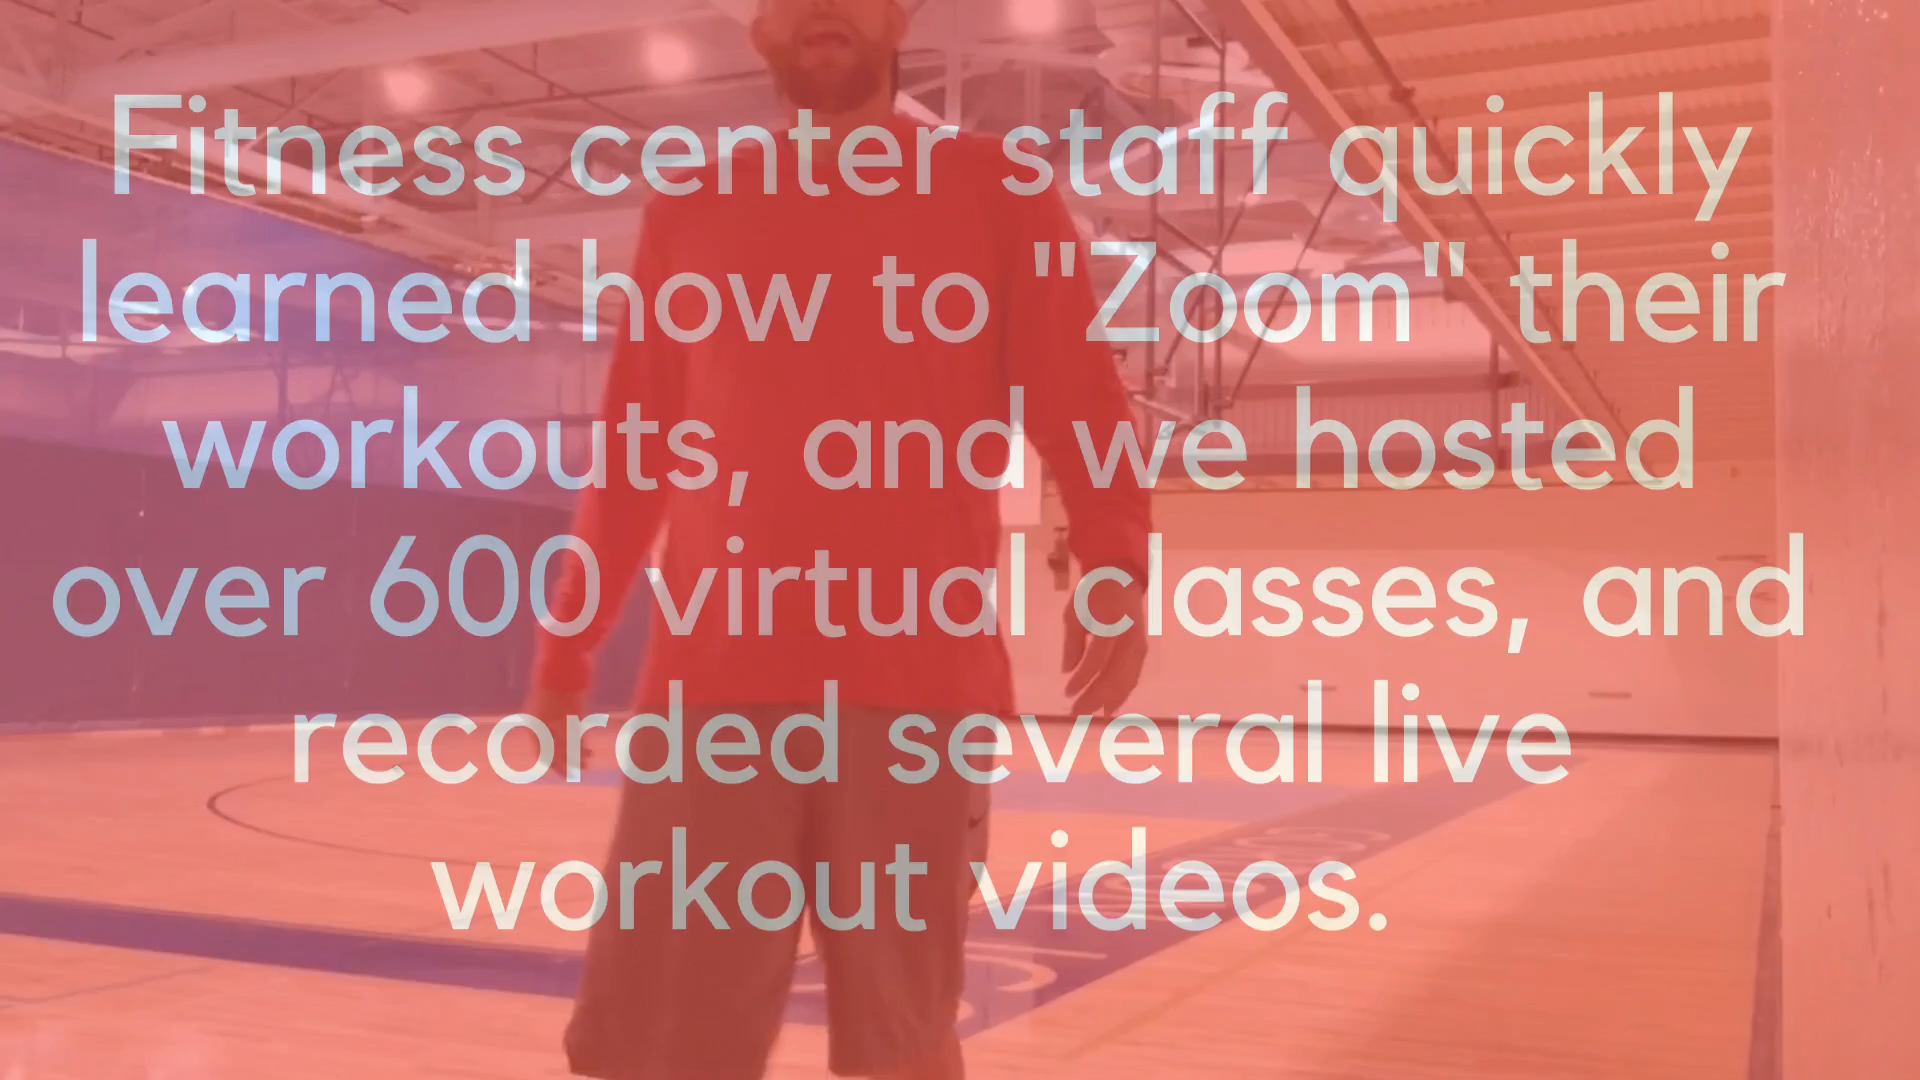 Fitness center staff quickly
learned how to "Zoom" their
workouts, and we hosted
over 600 virtual classes, and
recorded several live
workout videos.